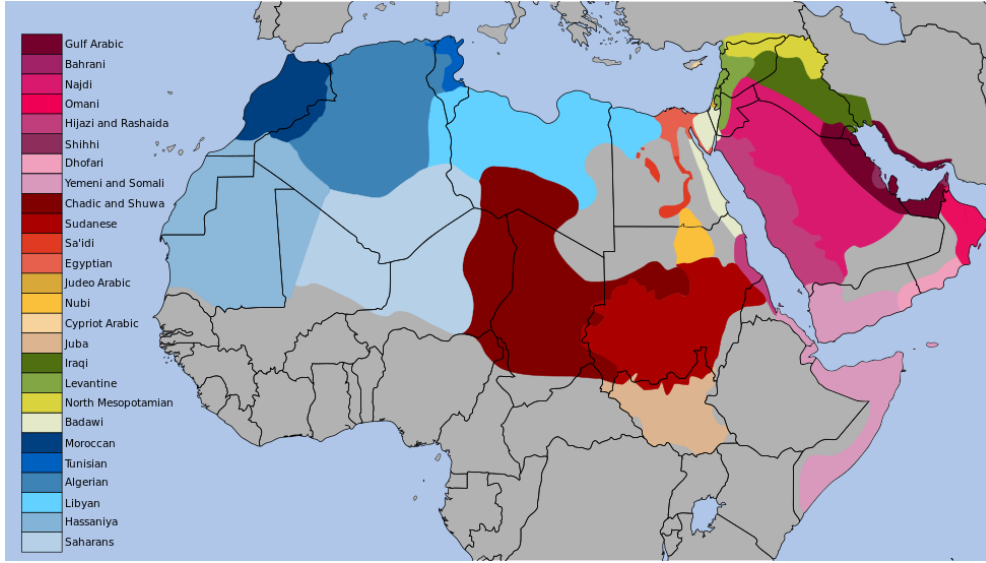 Gulf Arabic
Bahrani
Najdi
Omani
Hijazi and Rashaida
Shihhi
Dhofari
Yemeni and Somali
Chadic and Shuwa
Sudanese
Sa'idi
Egyptian
Judeo Arabic
Nubi
Cypriot Arabic
Juba
Iraqi
Levantine
North Mesopotamian
Badawi
Moroccan
Tunisian
Algerian
Libyan
Hassaniya
Saharans